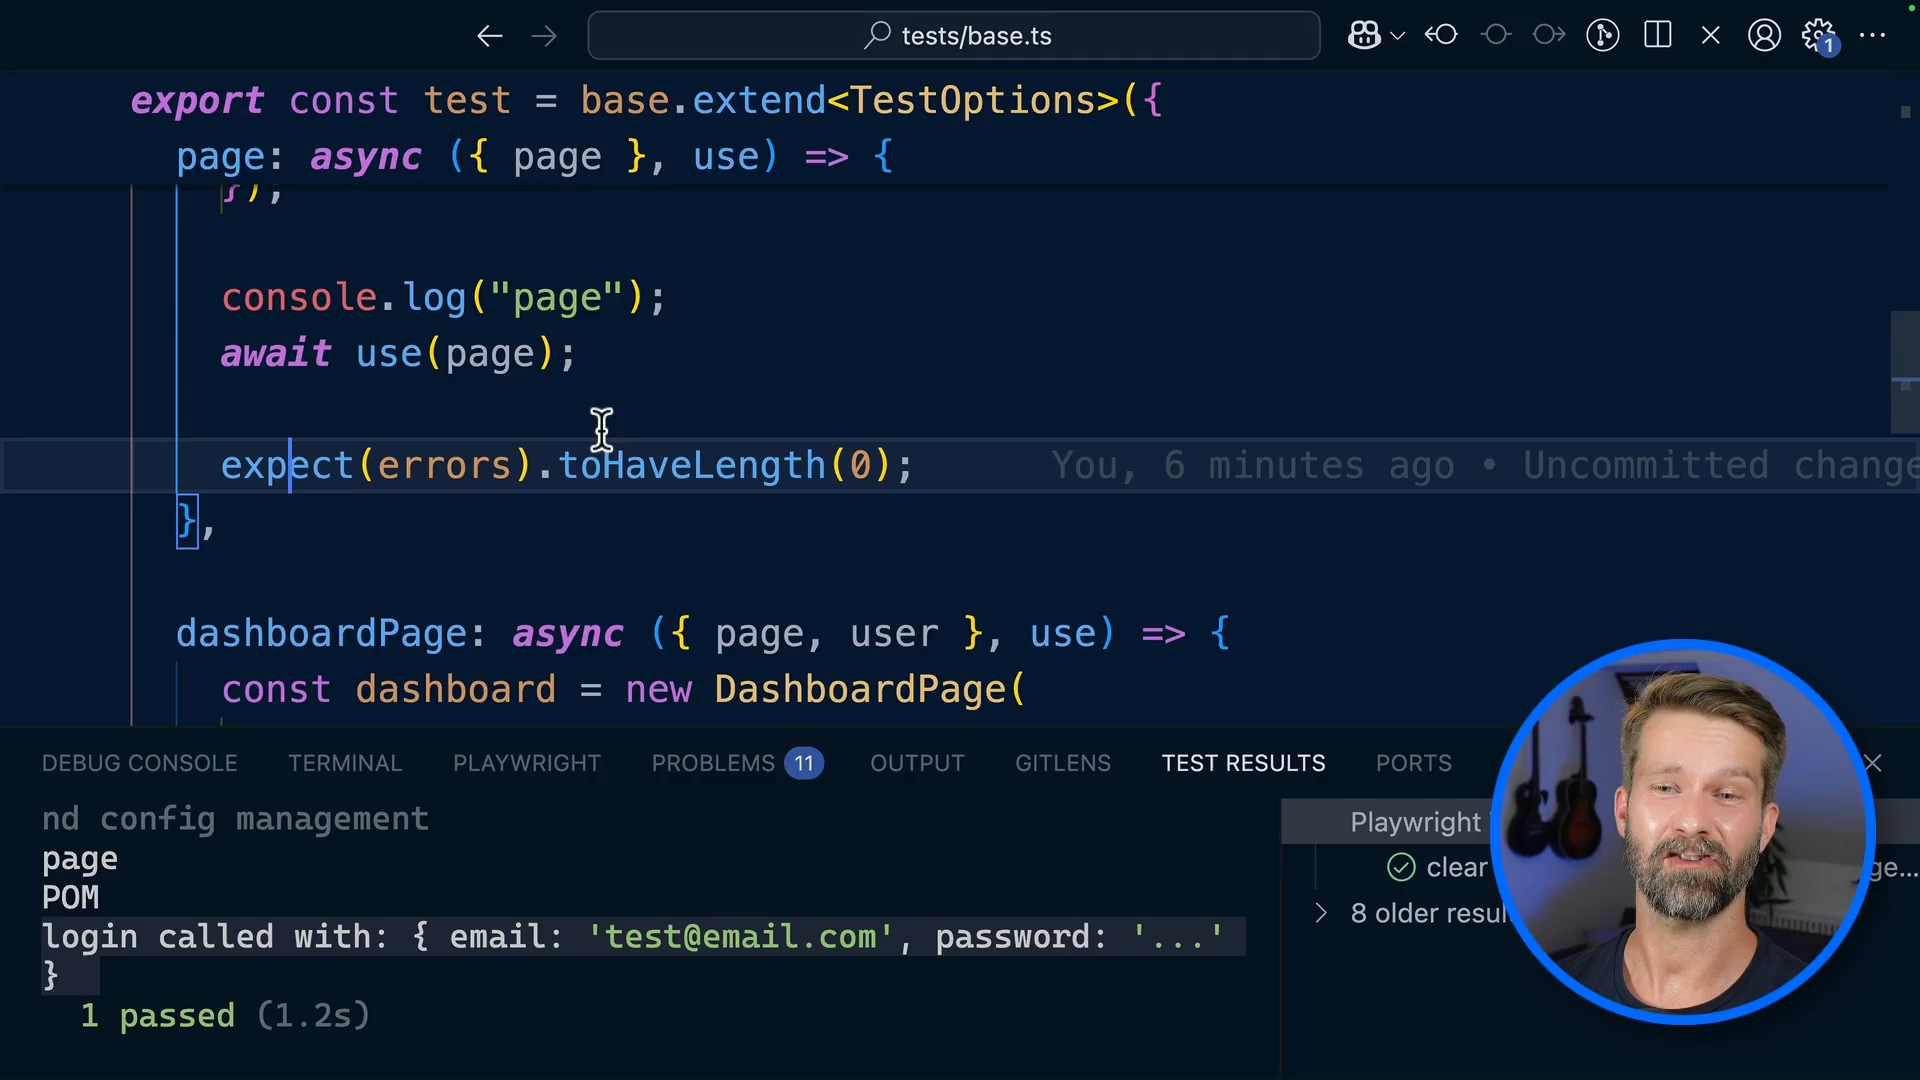 tests/base.ts
1
export const test = base.extend<TestOptions>({
page: async ({ page }, use) => {
});
console.log("page");
await use(page);
expect(errors).toHaveLength(0);
You, 6 minutes ago • Uncommitted change
},
dashboardPage: async ({ page, user }, use) => {
const dashboard = new DashboardPage(
DEBUG CONSOLE
TERMINAL
PLAYWRIGHT
PROBLEMS 11
OUTPUT
GITLENS
TEST RESULTS
PORTS
nd config management
page
POM
login called with: { email: 'test@email.com', password: '...'
}
1 passed (1.2s)
Playwright
clear
ge...
8 older resul